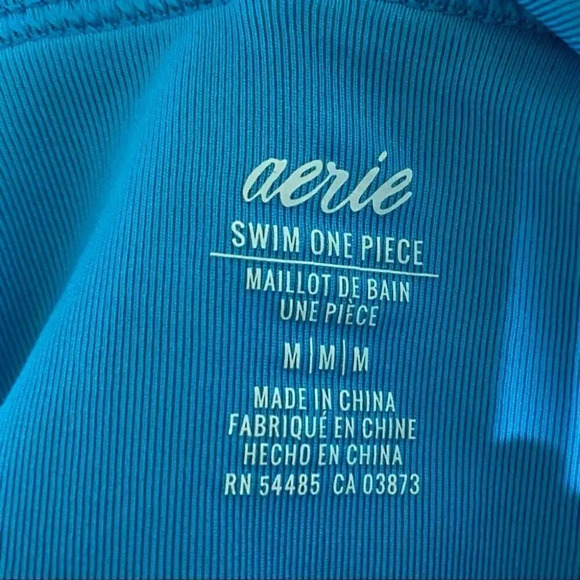 aerie
SWIM ONE PIECE
MAILLOT DE BAIN
UNE PIÈCE
M|M|M
MADE IN CHINA
FABRIQUÉ EN CHINE
HECHO EN CHINA
RN 54485 CA 03873